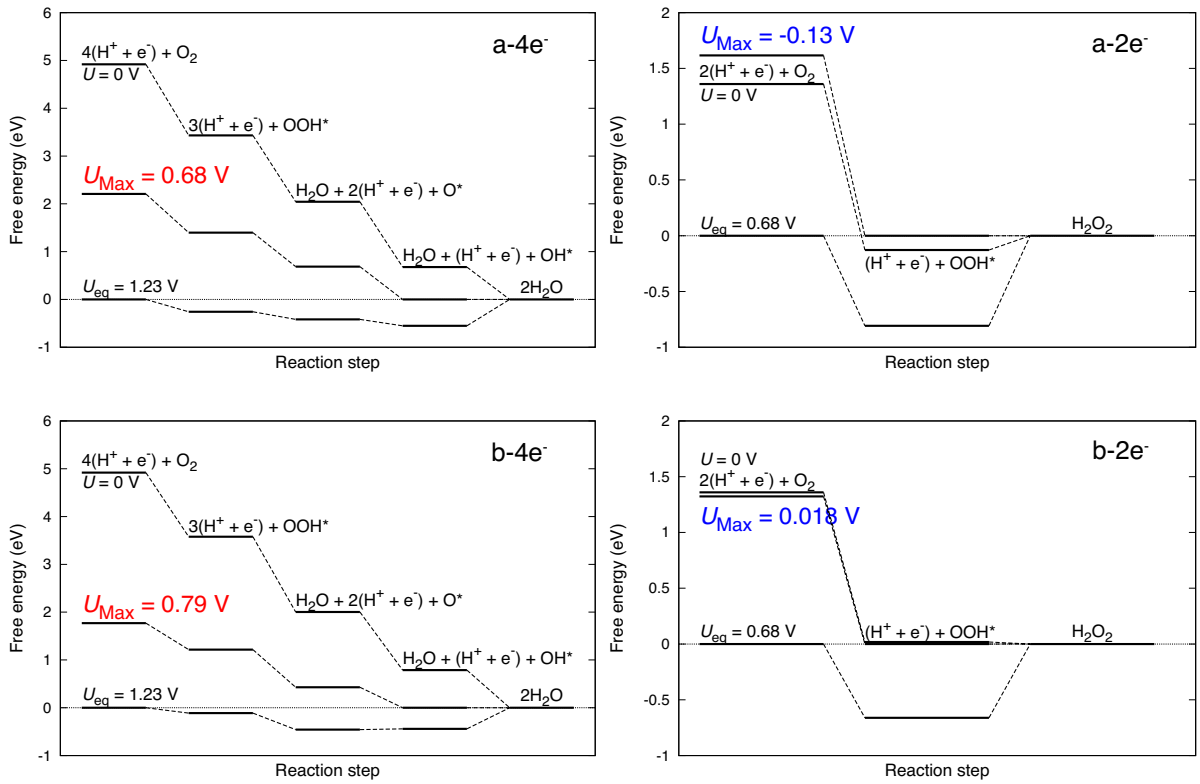 6
5
4
3
2
1
0
-1
Free energy (eV)
Reaction step
a-4e⁻
4(H⁺ + e⁻) + O₂
U = 0 V
3(H⁺ + e⁻) + OOH*
U_Max = 0.68 V
H₂O + 2(H⁺ + e⁻) + O*
H₂O + (H⁺ + e⁻) + OH*
U_eq = 1.23 V
2H₂O
2
1.5
1
0.5
0
-0.5
-1
Free energy (eV)
Reaction step
a-2e⁻
U_Max = -0.13 V
2(H⁺ + e⁻) + O₂
U = 0 V
U_eq = 0.68 V
H₂O₂
(H⁺ + e⁻) + OOH*
6
5
4
3
2
1
0
-1
Free energy (eV)
Reaction step
b-4e⁻
4(H⁺ + e⁻) + O₂
U = 0 V
3(H⁺ + e⁻) + OOH*
U_Max = 0.79 V
H₂O + 2(H⁺ + e⁻) + O*
H₂O + (H⁺ + e⁻) + OH*
U_eq = 1.23 V
2H₂O
2
1.5
1
0.5
0
-0.5
-1
Free energy (eV)
Reaction step
b-2e⁻
U = 0 V
2(H⁺ + e⁻) + O₂
U_Max = 0.018 V
U_eq = 0.68 V
(H⁺ + e⁻) + OOH*
H₂O₂